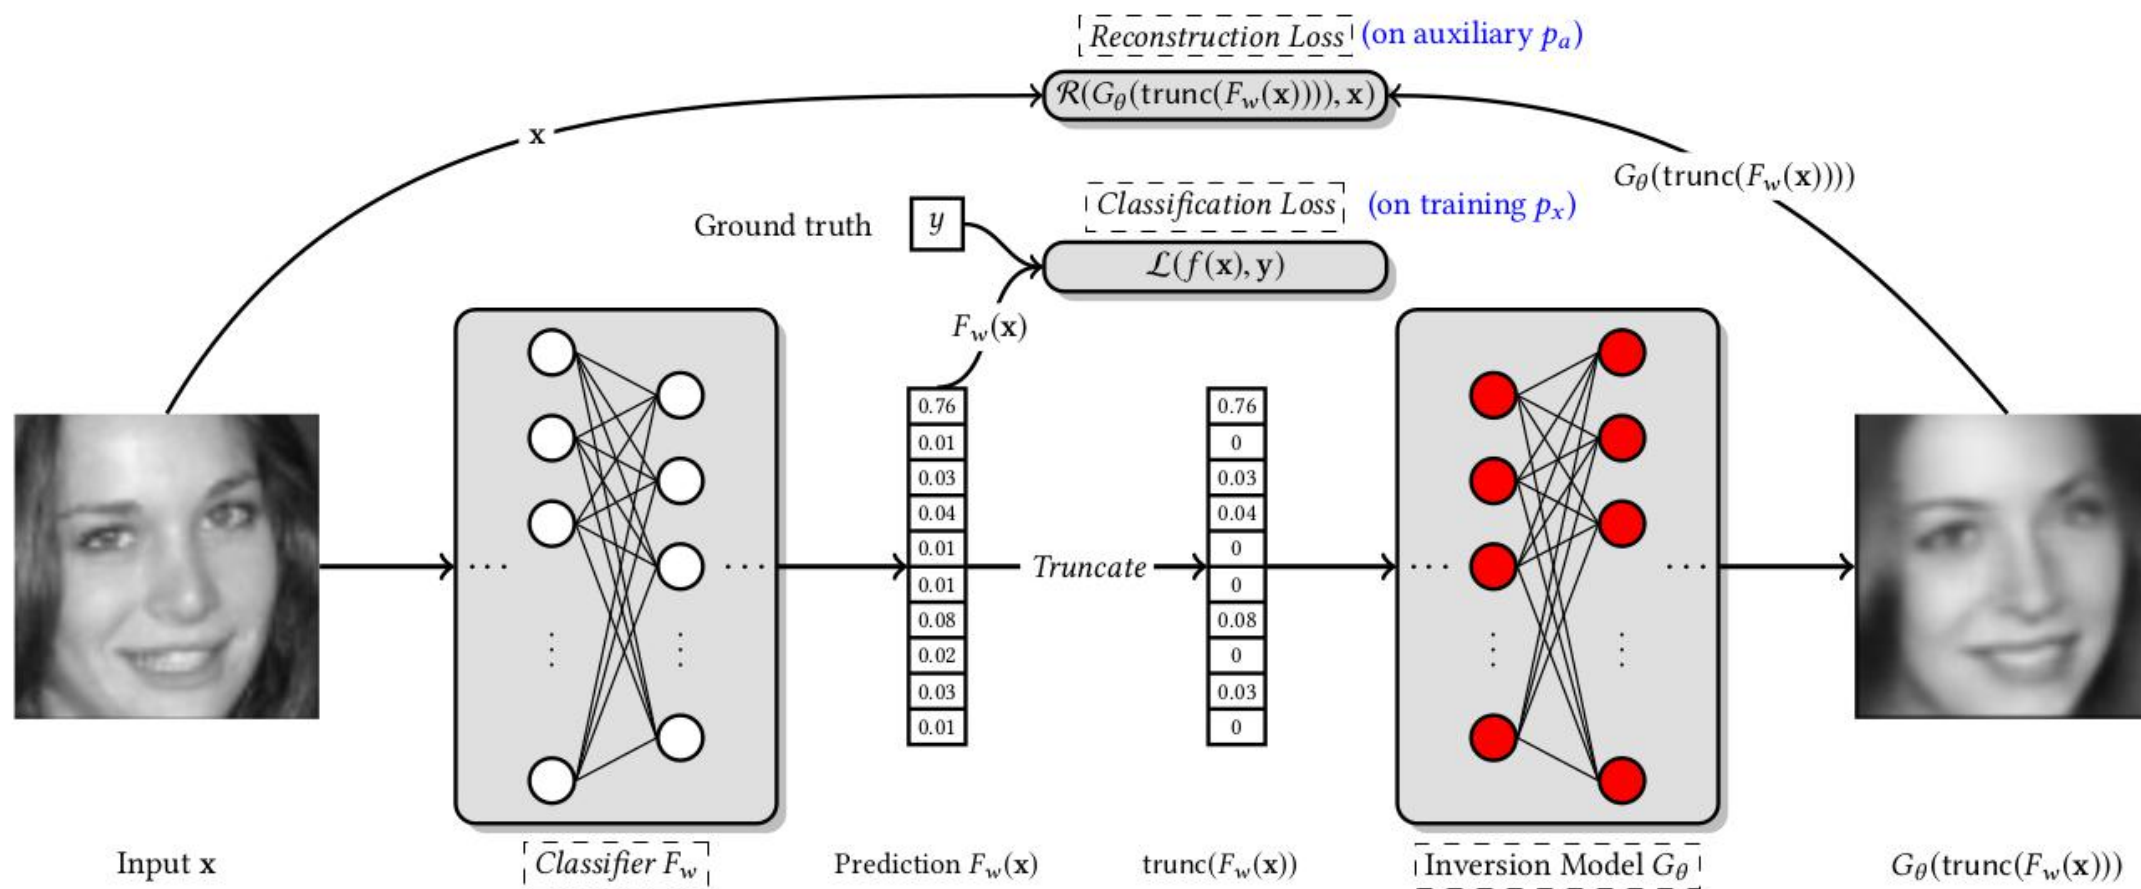 Reconstruction Loss (on auxiliary pₐ)
ℛ(G_θ(trunc(F_w(x)))), x)
x
G_θ(trunc(F_w(x))))
Classification Loss (on training pₓ)
Ground truth y
ℒ(f(x), y)
F_w(x)
0.76
0.01
0.03
0.04
0.01
0.01
0.08
0.02
0.03
0.01
Truncate
0.76
0
0.03
0.04
0
0
0.08
0
0.03
0
Input x
Classifier F_w
Prediction F_w(x)
trunc(F_w(x))
Inversion Model G_θ
G_θ(trunc(F_w(x)))